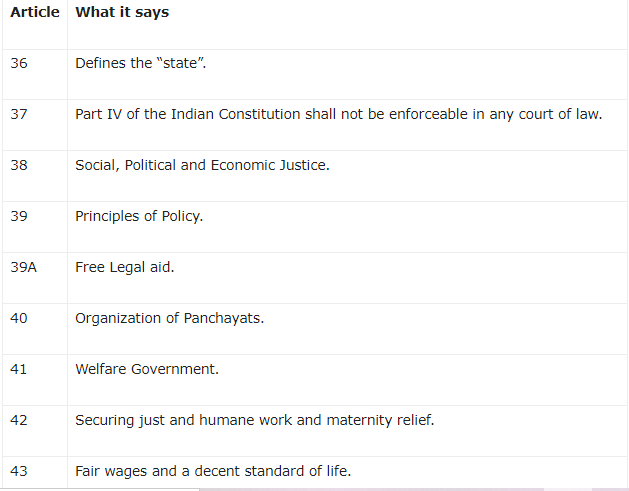 Article What it says
36 Defines the “state”.
37 Part IV of the Indian Constitution shall not be enforceable in any court of law.
38 Social, Political and Economic Justice.
39 Principles of Policy.
39A Free Legal aid.
40 Organization of Panchayats.
41 Welfare Government.
42 Securing just and humane work and maternity relief.
43 Fair wages and a decent standard of life.